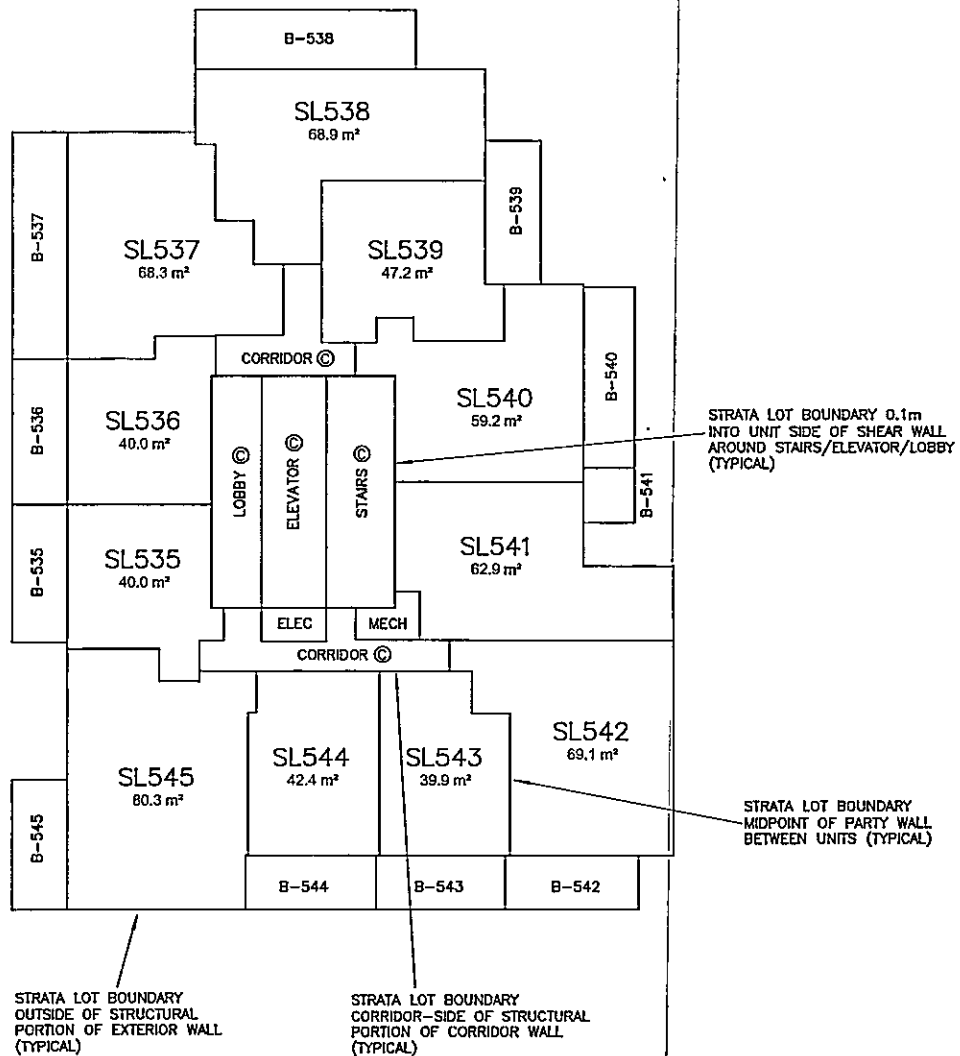 B-538
SL538
68.9 m²
B-537
B-539
SL537
68.3 m²
SL539
47.2 m²
CORRIDOR ©
B-540
SL540
59.2 m²
B-536
SL536
40.0 m²
STRATA LOT BOUNDARY 0.1m
INTO UNIT SIDE OF SHEAR WALL
AROUND STAIRS/ELEVATOR/LOBBY
(TYPICAL)
LOBBY ©
ELEVATOR ©
STAIRS ©
B-541
SL541
62.9 m²
B-535
SL535
40.0 m²
ELEC
MECH
CORRIDOR ©
SL542
69.1 m²
SL545
80.3 m²
SL544
42.4 m²
SL543
39.9 m²
B-545
STRATA LOT BOUNDARY
MIDPOINT OF PARTY WALL
BETWEEN UNITS (TYPICAL)
B-544
B-543
B-542
STRATA LOT BOUNDARY
OUTSIDE OF STRUCTURAL
PORTION OF EXTERIOR WALL
(TYPICAL)
STRATA LOT BOUNDARY
CORRIDOR-SIDE OF STRUCTURAL
PORTION OF CORRIDOR WALL
(TYPICAL)